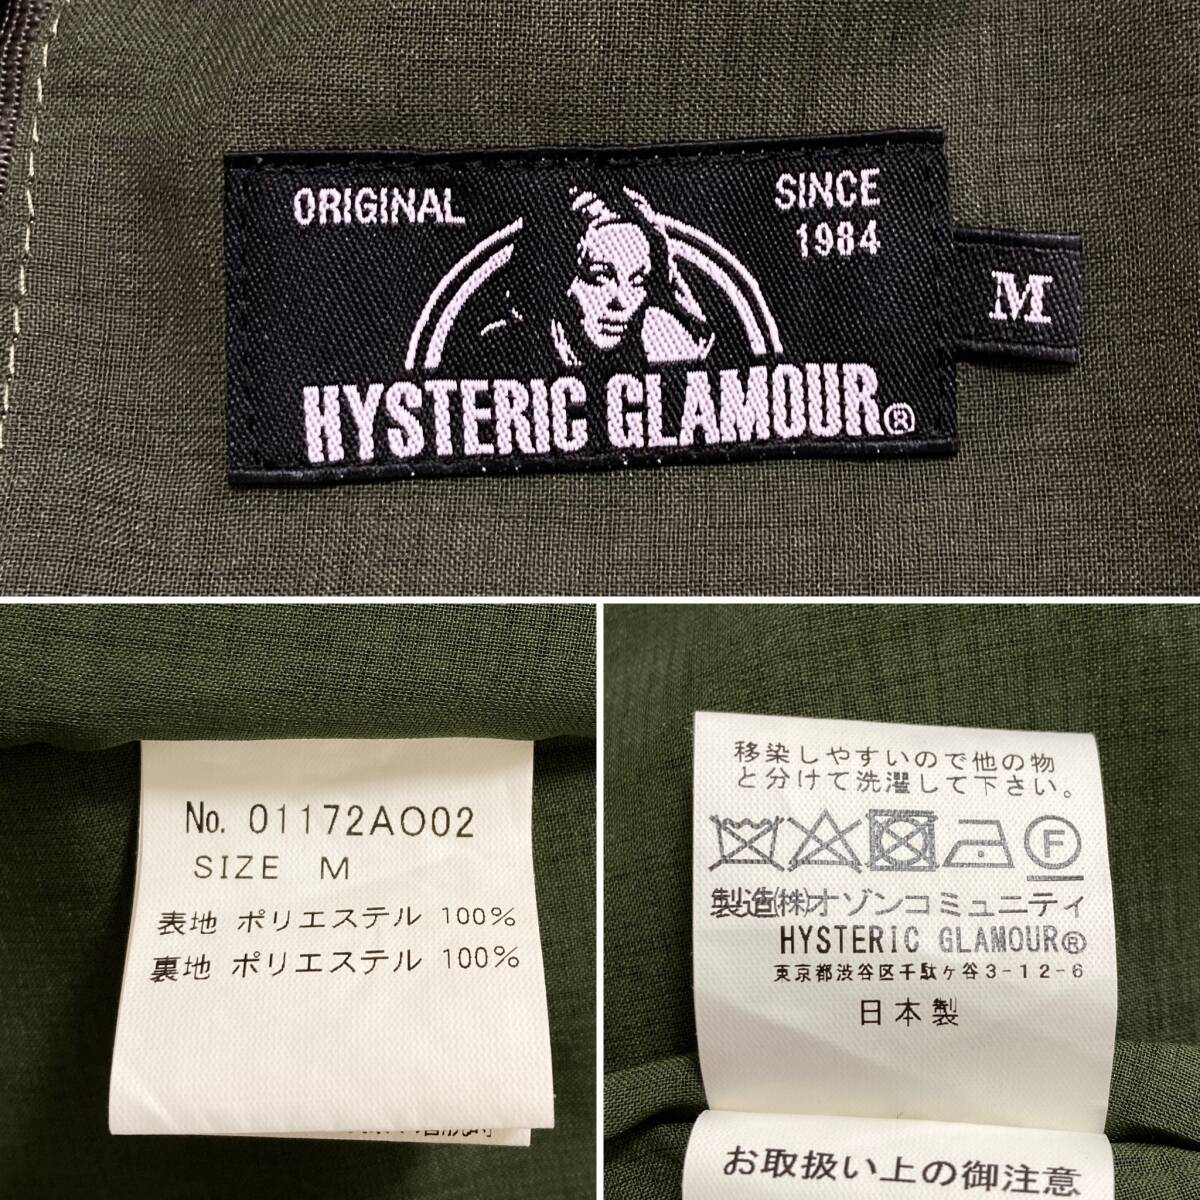 ORIGINAL
SINCE
1984
M
HYSTERIC GLAMOUR®
No. 01172AO02
SIZE M
表地 ポリエステル 100%
裏地 ポリエステル 100%
移染しやすいので他の物
と分けて洗濯して下さい。
F
製造(株)オゾンコミュニティ
HYSTERIC GLAMOUR®
東京都渋谷区千駄ヶ谷3-12-6
日本製
お取扱い上の御注意